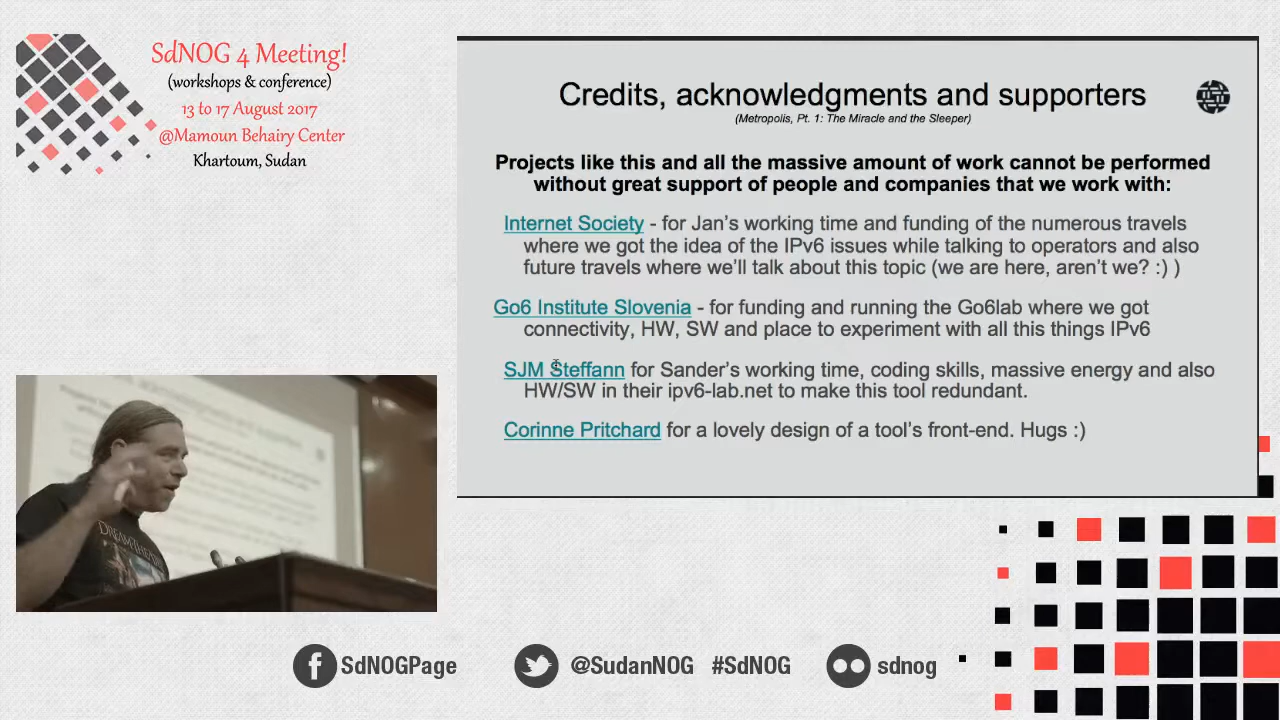 SdNOG 4 Meeting!
(workshops & conference)
13 to 17 August 2017
@Mamoun Behairy Center
Khartoum, Sudan
Credits, acknowledgments and supporters
(Metropolis, Pt. 1: The Miracle and the Sleeper)
Projects like this and all the massive amount of work cannot be performed
without great support of people and companies that we work with:
Internet Society - for Jan's working time and funding of the numerous travels
where we got the idea of the IPv6 issues while talking to operators and also
future travels where we'll talk about this topic (we are here, aren't we? :) )
Go6 Institute Slovenia - for funding and running the Go6lab where we got
connectivity, HW, SW and place to experiment with all this things IPv6
SJM Steffann for Sander's working time, coding skills, massive energy and also
HW/SW in their ipv6-lab.net to make this tool redundant.
Corinne Pritchard for a lovely design of a tool's front-end. Hugs :)
DREAM THEATER
SdNOGPage
@SudanNOG
#SdNOG
sdnog